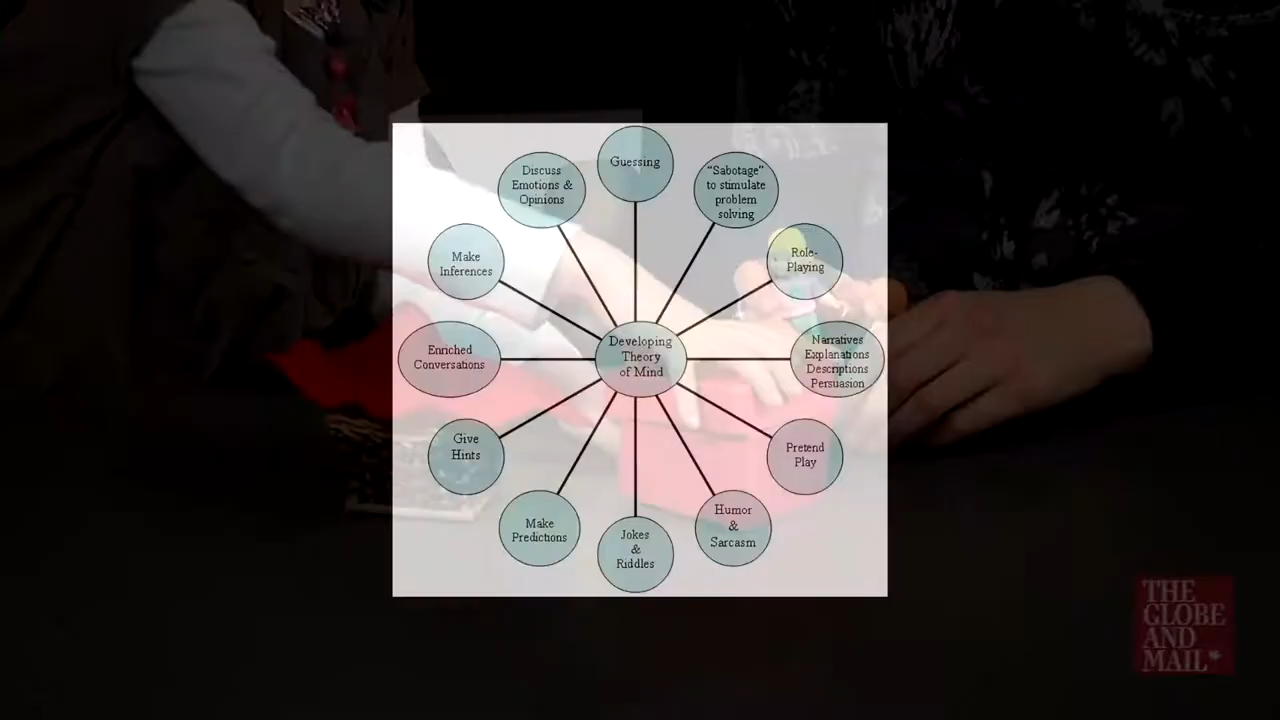 Guessing
Discuss
Emotions &
Opinions
“Sabotage”
to stimulate
problem
solving
Make
Inferences
Role-
Playing
Enriched
Conversations
Developing
Theory
of Mind
Narratives
Explanations
Descriptions
Persuasion
Give
Hints
Pretend
Play
Make
Predictions
Jokes
&
Riddles
Humor
&
Sarcasm
THE
GLOBE
AND
MAIL*